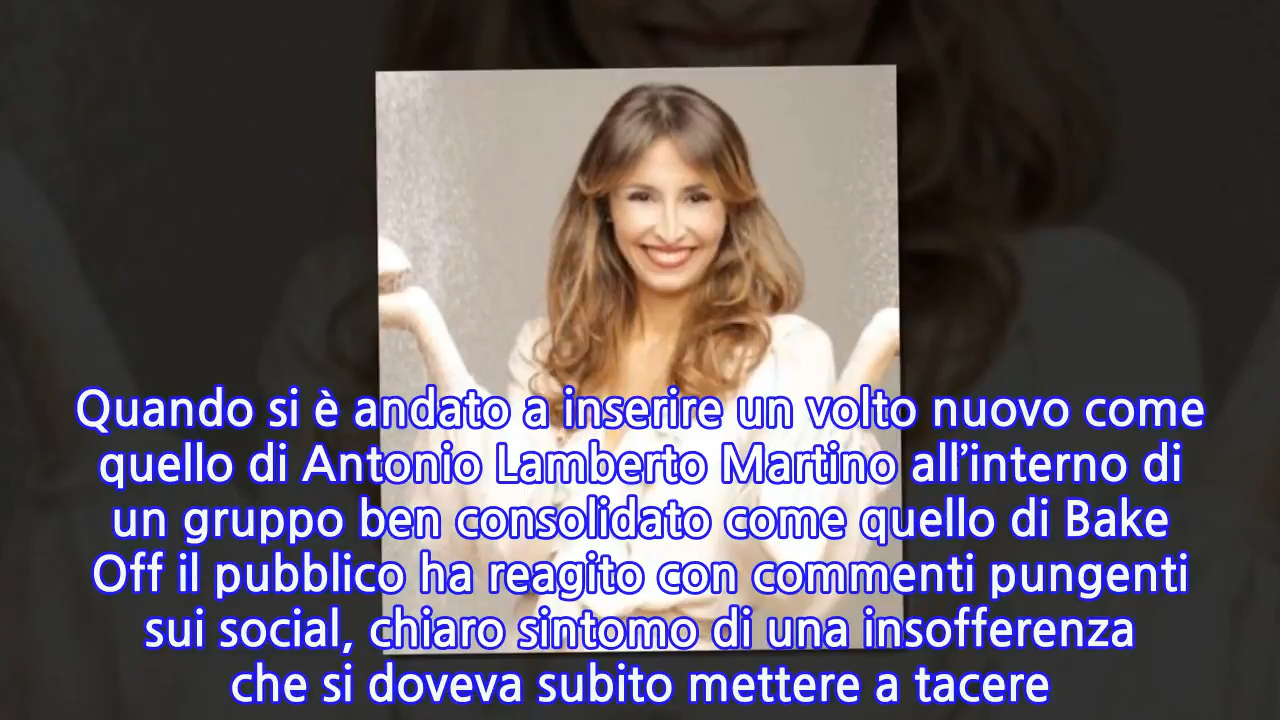 Quando si è andato a inserire un volto nuovo come
quello di Antonio Lamberto Martino all’interno di
un gruppo ben consolidato come quello di Bake
Off il pubblico ha reagito con commenti pungenti
sui social, chiaro sintomo di una insofferenza
che si doveva subito mettere a tacere